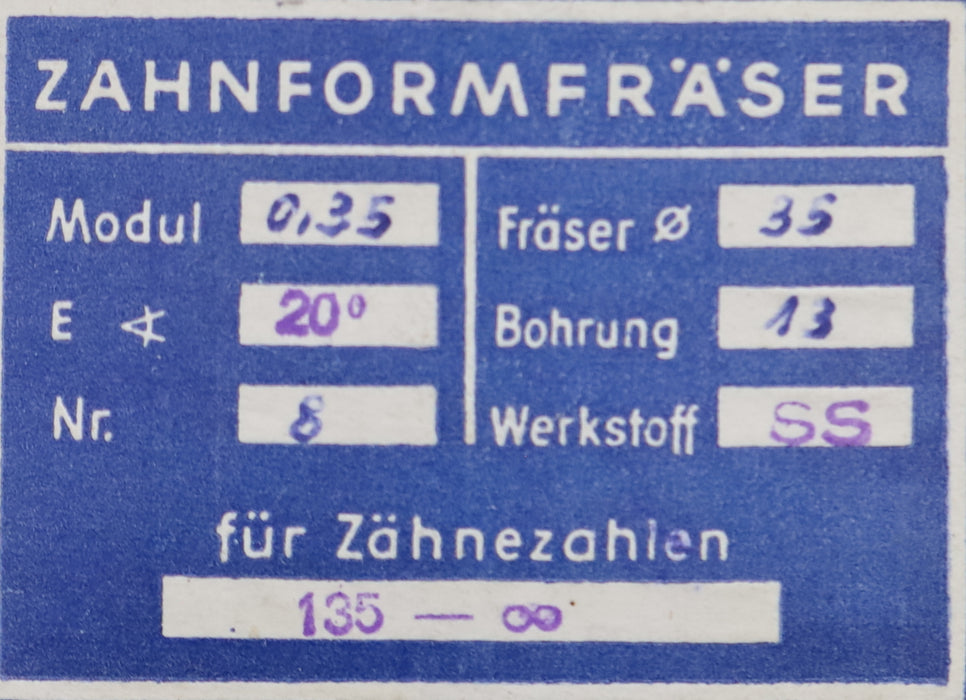 ZAHNFORMFRÄSER
Modul 0,35
E ∢ 20°
Nr. 8
Fräser Ø 35
Bohrung 13
Werkstoff SS
für Zähnezahlen
135 — ∞